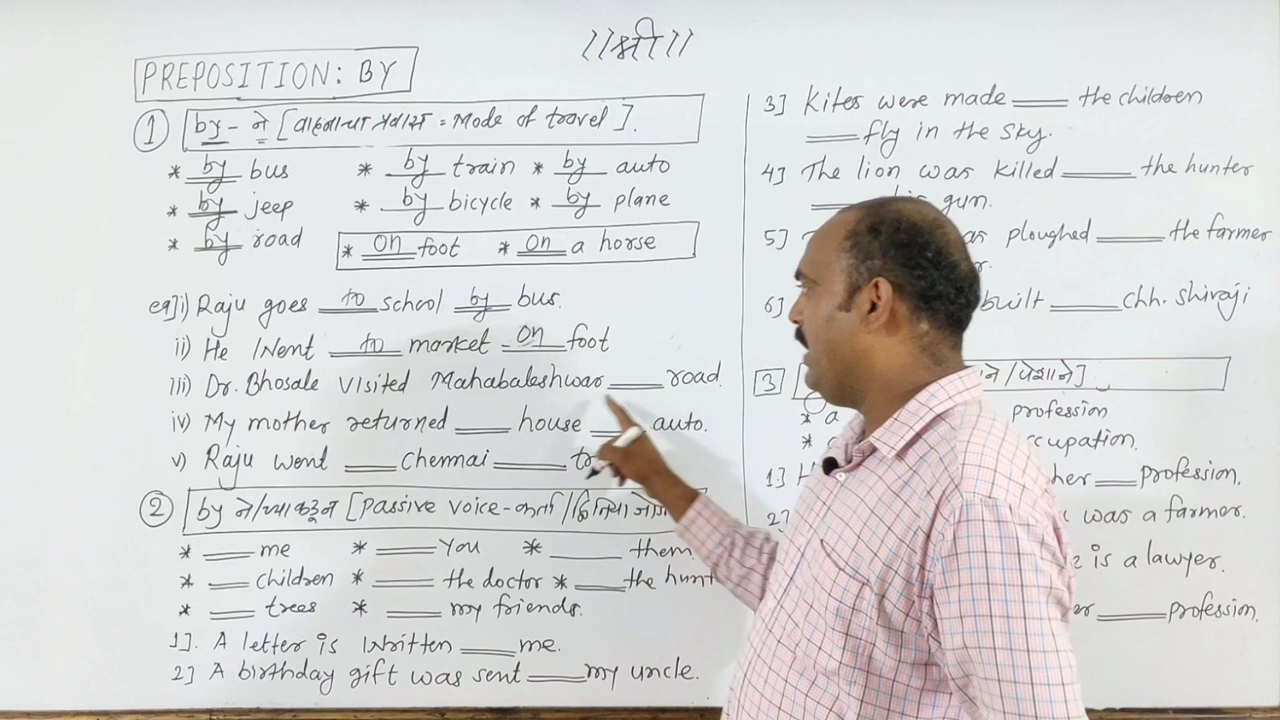 ॥श्री॥
PREPOSITION: BY
① by - ने [वाहनाचा प्रवास = Mode of travel].
* by bus * by train * by auto
* by jeep * by bicycle * by plane
* by road * on foot * on a horse
eg] i) Raju goes to school by bus.
ii) He went to market on foot
iii) Dr. Bhosale visited Mahabaleshwar ___ road.
iv) My mother returned ___ house ___ auto.
v) Raju went ___ Chennai ___
② by ने/च्याकडून [Passive voice - कर्ता /
* ___ me * ___ you * ___ them.
* ___ children * ___ the doctor * ___ the hunt
* ___ trees * ___ my friends.
1]. A letter is written ___ me.
2] A birthday gift was sent ___ my uncle.
3] Kites were made ___ the children
___ fly in the sky.
4] The lion was killed ___ the hunter
___ his gun.
5] ploughed ___ the farmer
6] built ___ chh. Shivaji
3 ने/पेशाने]
* a profession
* occupation.
1.] H her ___ profession.
2] was a farmer.
is a lawyer.
___ profession.